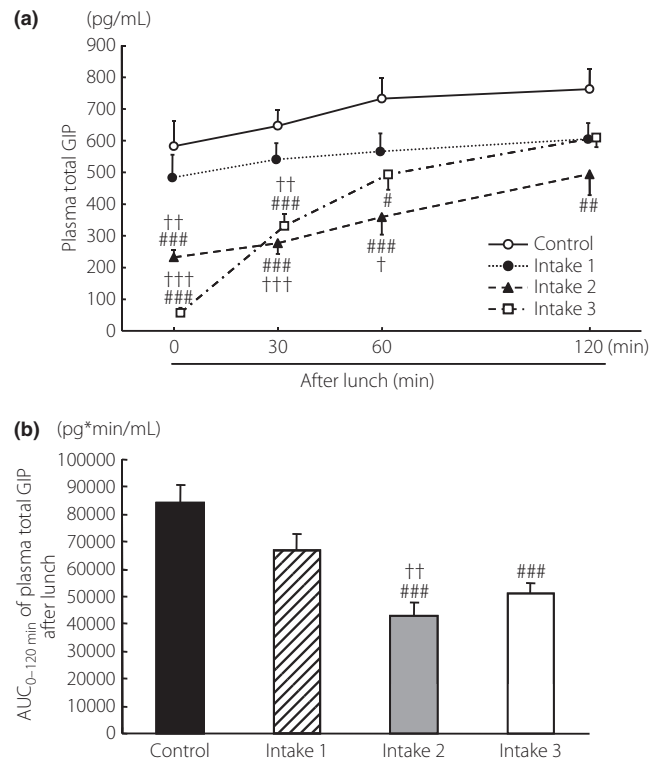 (a)
(pg/mL)
Plasma total GIP
900
800
700
600
500
400
300
200
100
0
††
###
†††
###
††
###
###
†††
#
###
†
##
Control
Intake 1
Intake 2
Intake 3
0 30 60 120 (min)
After lunch (min)
(b)
(pg*min/mL)
AUC0–120 min of plasma total GIP
after lunch
100000
90000
80000
70000
60000
50000
40000
30000
20000
10000
0
††
###
###
Control Intake 1 Intake 2 Intake 3